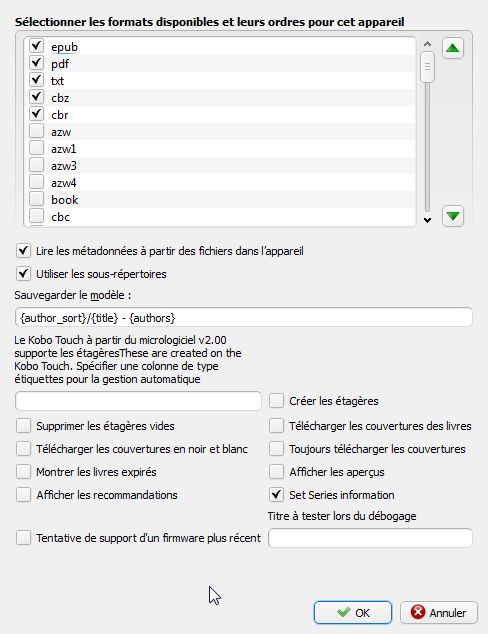 Sélectionner les formats disponibles et leurs ordres pour cet appareil
epub
pdf
txt
cbz
cbr
azw
azw1
azw3
azw4
book
cbc
Lire les métadonnées à partir des fichiers dans l'appareil
Utiliser les sous-répertoires
Sauvegarder le modèle :
{author_sort}/{title} - {authors}
Le Kobo Touch à partir du micrologiciel v2.00
supporte les étagèresThese are created on the
Kobo Touch. Spécifier une colonne de type
étiquettes pour la gestion automatique
Créer les étagères
Supprimer les étagères vides
Télécharger les couvertures des livres
Télécharger les couvertures en noir et blanc
Toujours télécharger les couvertures
Montrer les livres expirés
Afficher les aperçus
Afficher les recommandations
Set Series information
Titre à tester lors du débogage
Tentative de support d'un firmware plus récent
OK
Annuler